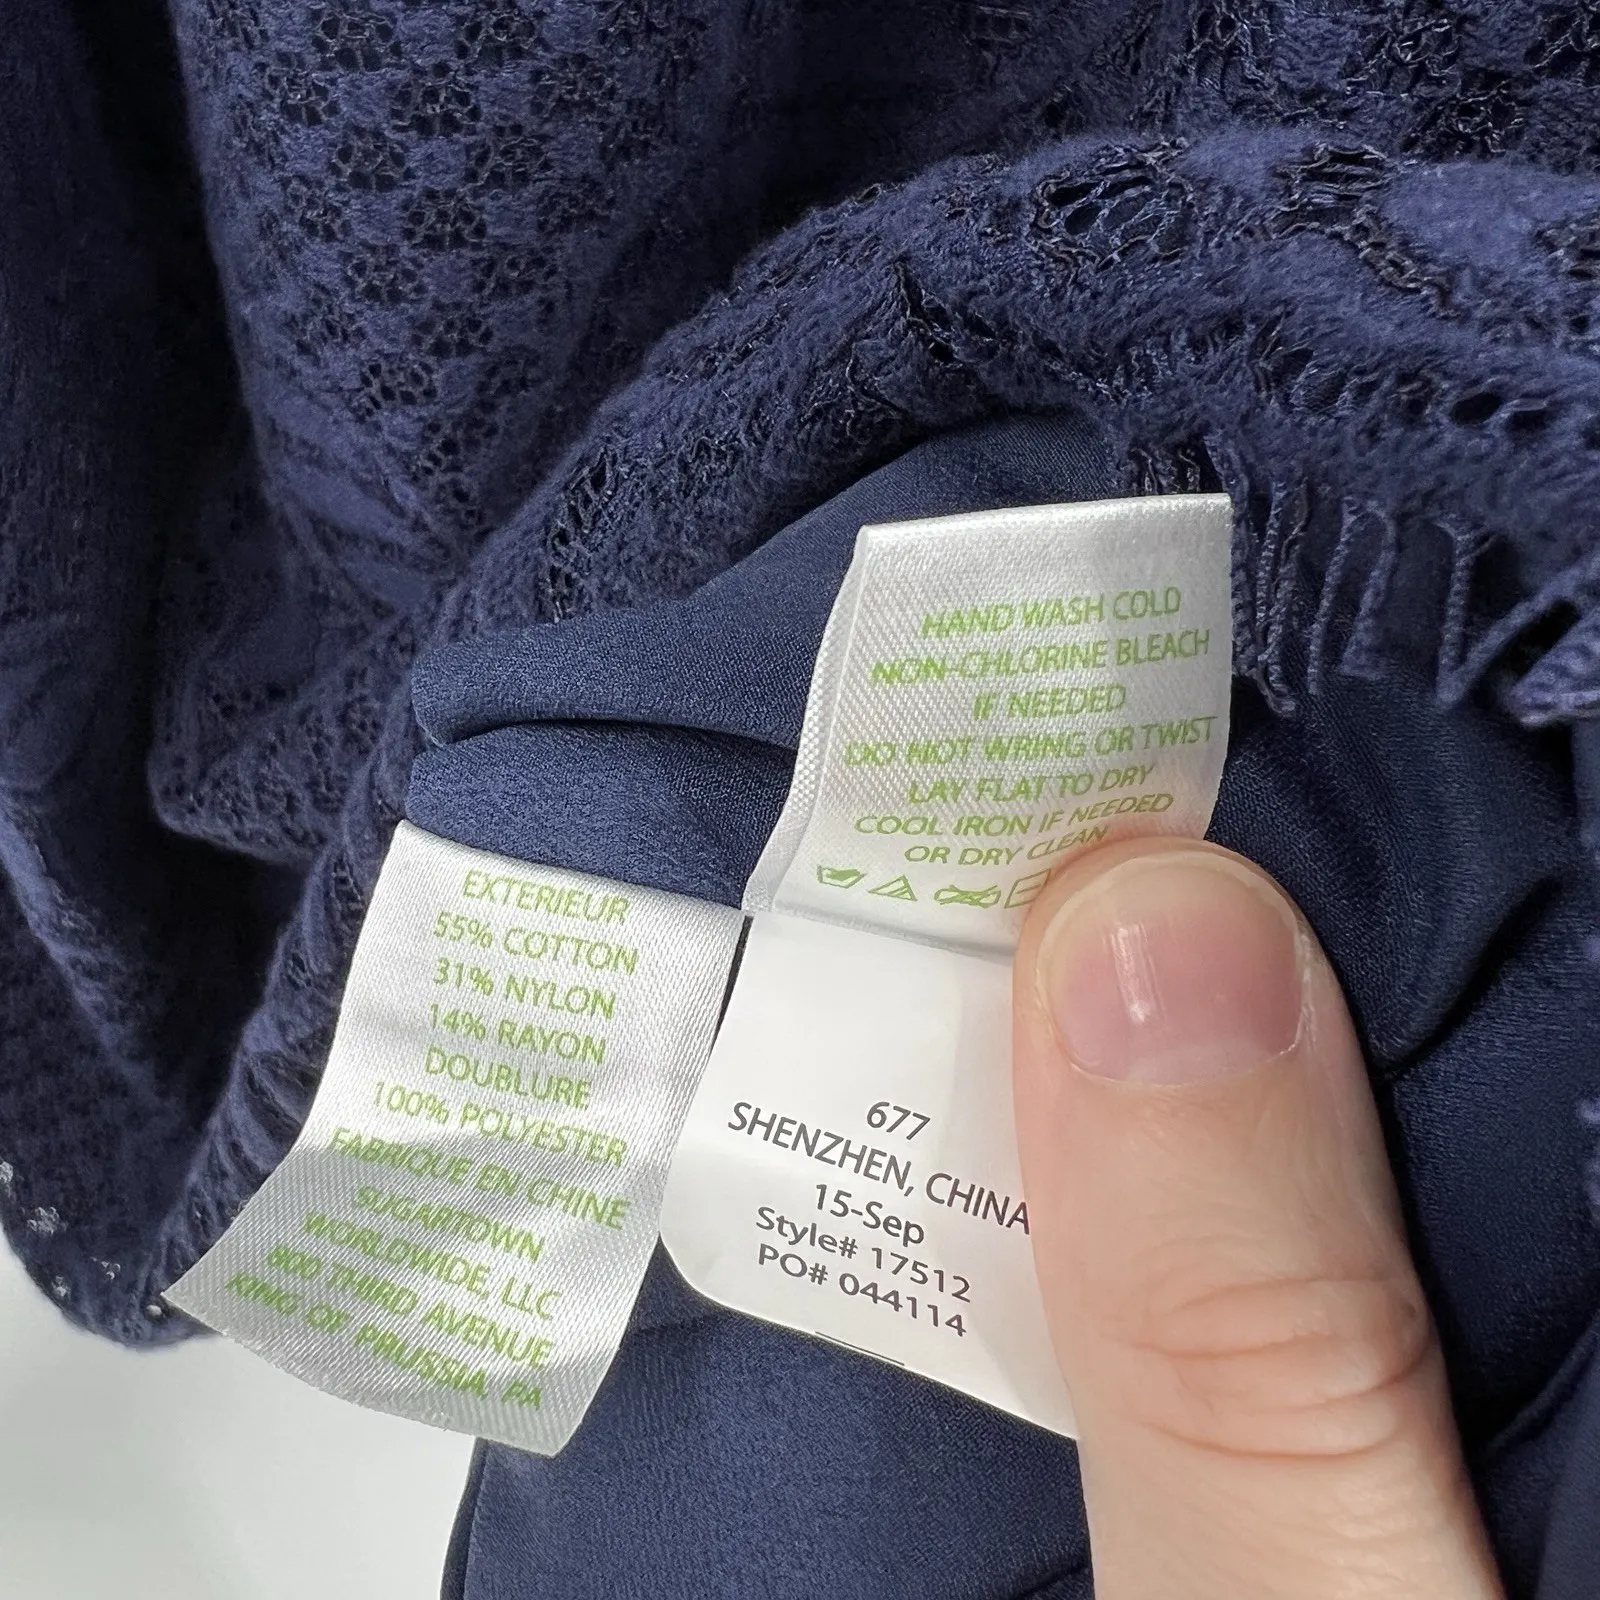 HAND WASH COLD
NON-CHLORINE BLEACH
IF NEEDED
DO NOT WRING OR TWIST
LAY FLAT TO DRY
COOL IRON IF NEEDED
OR DRY CLEAN
EXTERIEUR
55% COTTON
31% NYLON
14% RAYON
DOUBLURE
100% POLYESTER
FABRIQUE EN CHINE
SUGARTOWN
WORLDWIDE, LLC
800 THIRD AVENUE
KING OF PRUSSIA, PA
677
SHENZHEN, CHINA
15-Sep
Style# 17512
PO# 044114